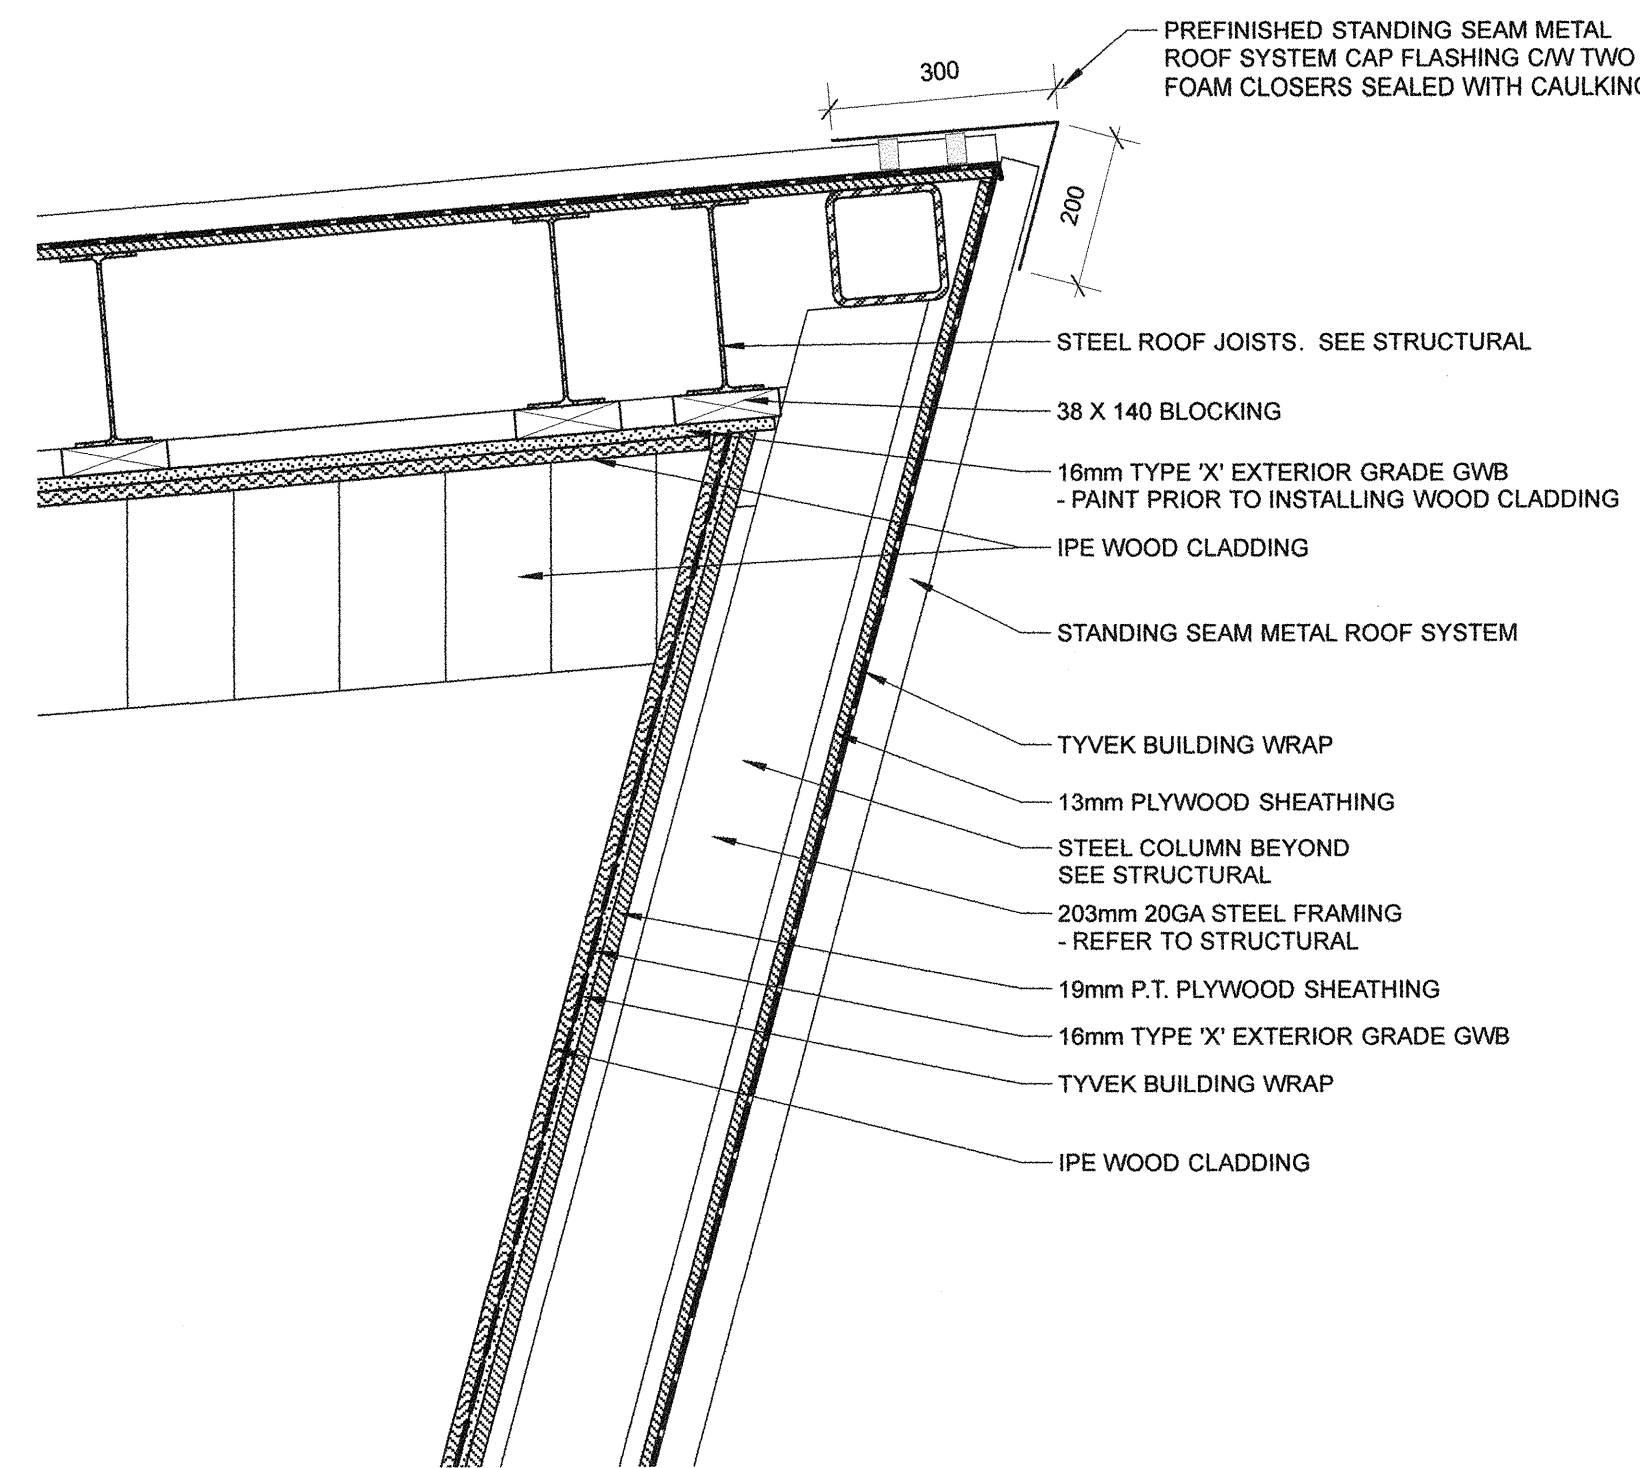 PREFINISHED STANDING SEAM METAL
ROOF SYSTEM CAP FLASHING C/W TWO
FOAM CLOSERS SEALED WITH CAULKING
300
200
STEEL ROOF JOISTS. SEE STRUCTURAL
38 X 140 BLOCKING
16mm TYPE 'X' EXTERIOR GRADE GWB
- PAINT PRIOR TO INSTALLING WOOD CLADDING
IPE WOOD CLADDING
STANDING SEAM METAL ROOF SYSTEM
TYVEK BUILDING WRAP
13mm PLYWOOD SHEATHING
STEEL COLUMN BEYOND
SEE STRUCTURAL
203mm 20GA STEEL FRAMING
- REFER TO STRUCTURAL
19mm P.T. PLYWOOD SHEATHING
16mm TYPE 'X' EXTERIOR GRADE GWB
TYVEK BUILDING WRAP
IPE WOOD CLADDING